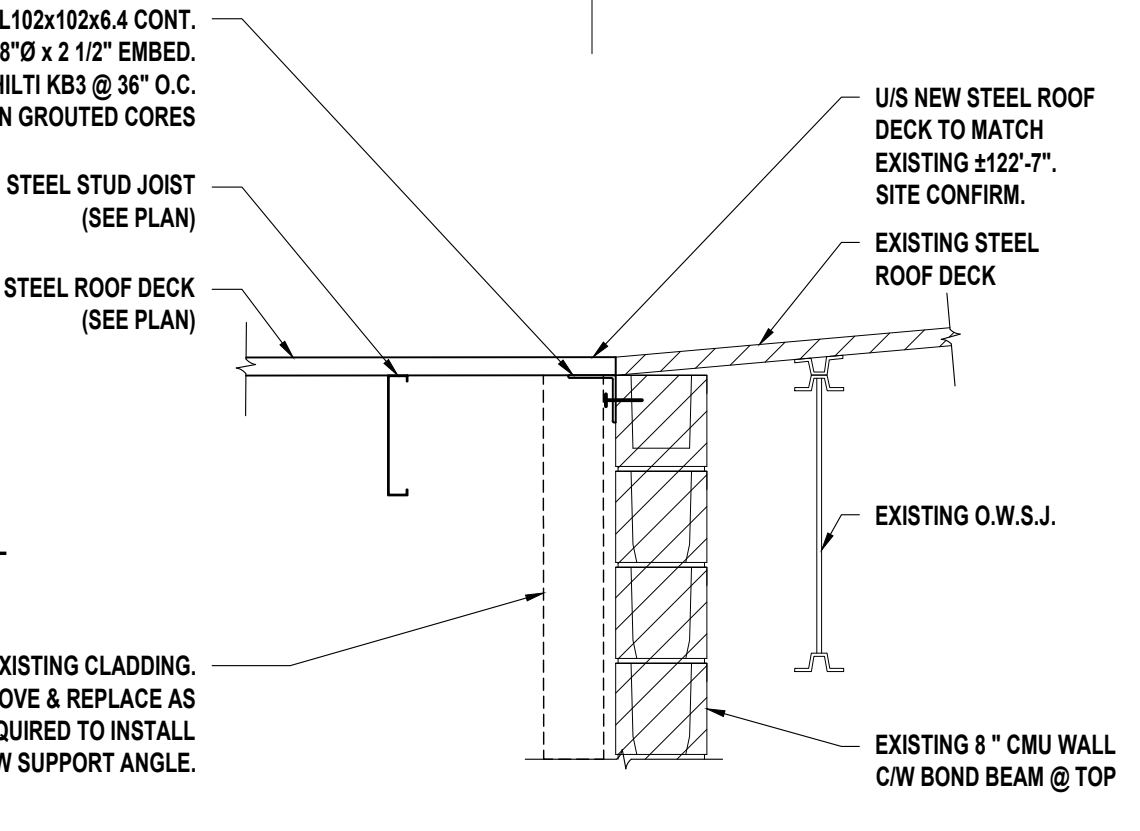 L102x102x6.4 CONT.
8"Ø x 2 1/2" EMBED.
HILTI KB3 @ 36" O.C.
N GROUTED CORES
STEEL STUD JOIST
(SEE PLAN)
STEEL ROOF DECK
(SEE PLAN)
XISTING CLADDING.
OVE & REPLACE AS
QUIRED TO INSTALL
W SUPPORT ANGLE.
U/S NEW STEEL ROOF
DECK TO MATCH
EXISTING ±122'-7".
SITE CONFIRM.
EXISTING STEEL
ROOF DECK
EXISTING O.W.S.J.
EXISTING 8 " CMU WALL
C/W BOND BEAM @ TOP